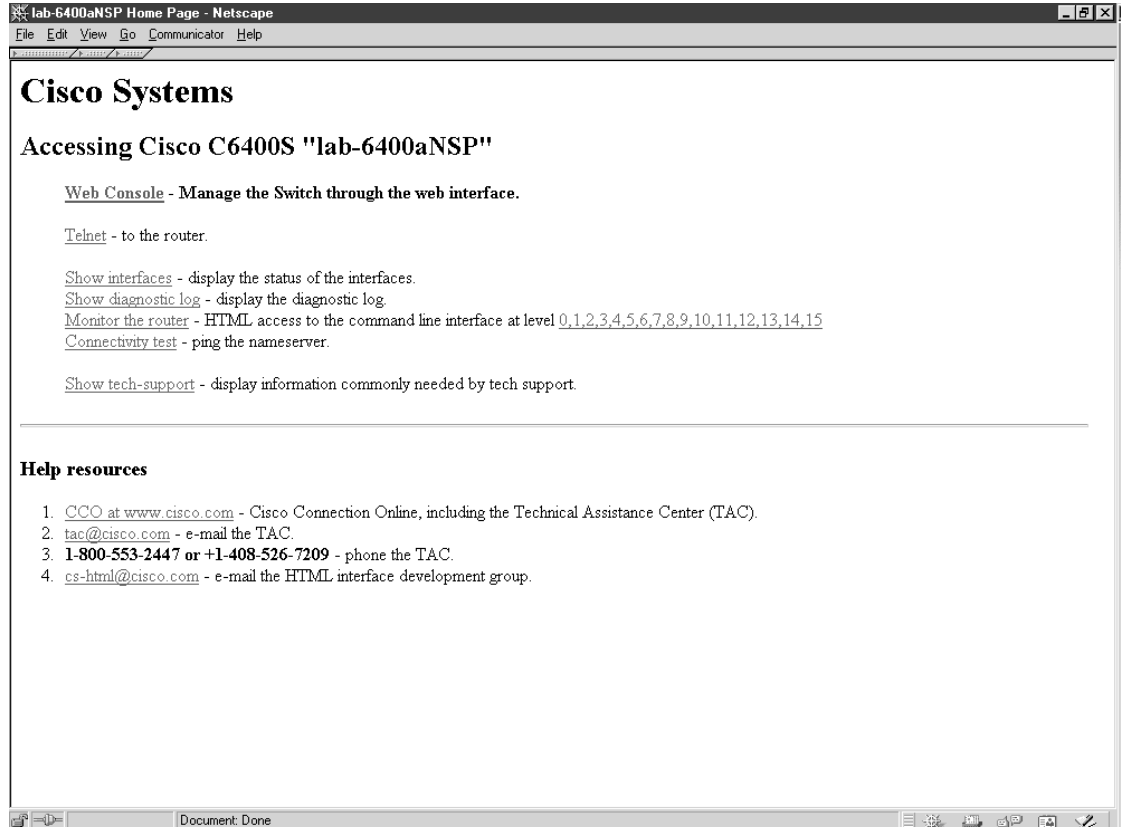 lab-6400aNSP Home Page - Netscape
File Edit View Go Communicator Help
Cisco Systems
Accessing Cisco C6400S "lab-6400aNSP"
Web Console - Manage the Switch through the web interface.
Telnet - to the router.
Show interfaces - display the status of the interfaces.
Show diagnostic log - display the diagnostic log.
Monitor the router - HTML access to the command line interface at level 0,1,2,3,4,5,6,7,8,9,10,11,12,13,14,15
Connectivity test - ping the nameserver.
Show tech-support - display information commonly needed by tech support.
Help resources
1. CCO at www.cisco.com - Cisco Connection Online, including the Technical Assistance Center (TAC).
2. tac@cisco.com - e-mail the TAC.
3. 1-800-553-2447 or +1-408-526-7209 - phone the TAC.
4. cs-html@cisco.com - e-mail the HTML interface development group.
Document: Done